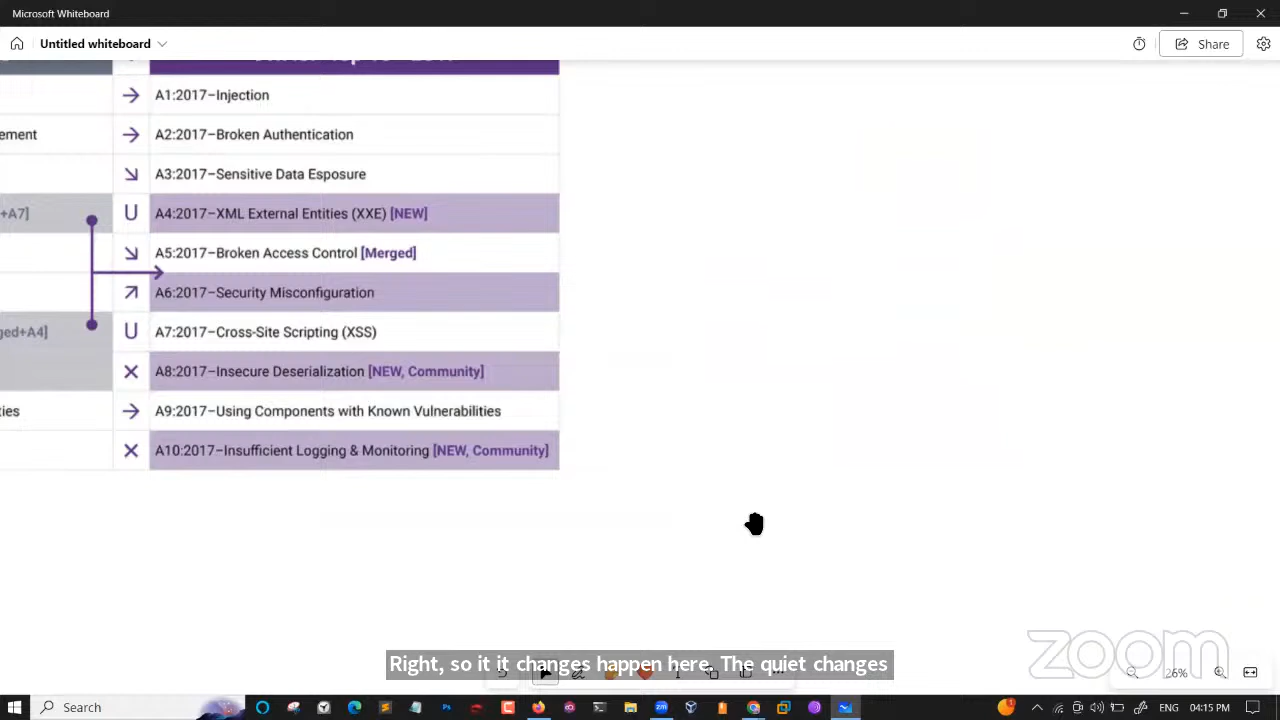 Microsoft Whiteboard
Untitled whiteboard
Share
A1:2017–Injection
ement
A2:2017–Broken Authentication
A3:2017–Sensitive Data Esposure
+A7]
U
A4:2017–XML External Entities (XXE) [NEW]
A5:2017–Broken Access Control [Merged]
A6:2017–Security Misconfiguration
ged+A4]
U
A7:2017–Cross-Site Scripting (XSS)
A8:2017–Insecure Deserialization [NEW, Community]
ties
A9:2017–Using Components with Known Vulnerabilities
A10:2017–Insufficient Logging & Monitoring [NEW, Community]
zoom
Right, so it it changes happen here. The quiet changes
26%
Search
ENG
04:15 PM